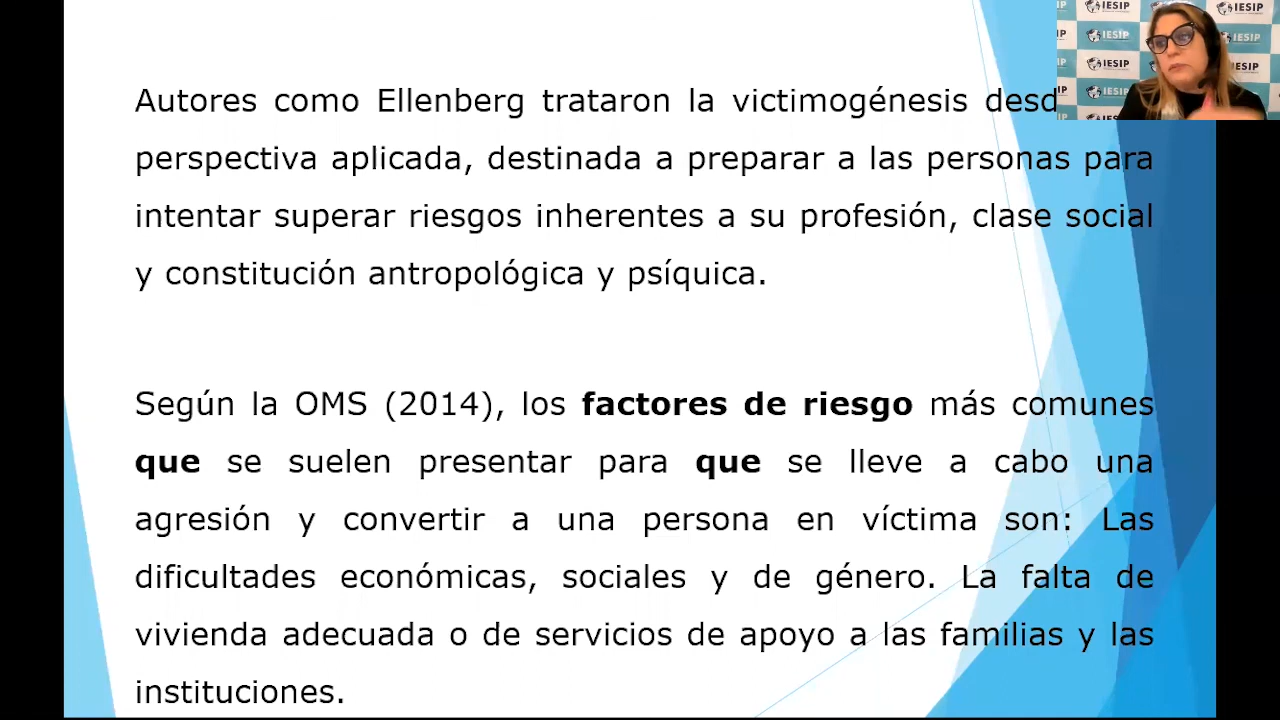 Autores como Ellenberg trataron la victimogénesis desd
perspectiva aplicada, destinada a preparar a las personas para
intentar superar riesgos inherentes a su profesión, clase social
y constitución antropológica y psíquica.
Según la OMS (2014), los factores de riesgo más comunes
que se suelen presentar para que se lleve a cabo una
agresión y convertir a una persona en víctima son: Las
dificultades económicas, sociales y de género. La falta de
vivienda adecuada o de servicios de apoyo a las familias y las
instituciones.
IESIP
IESIP
IESIP
IESIP
IESIP
IESIP